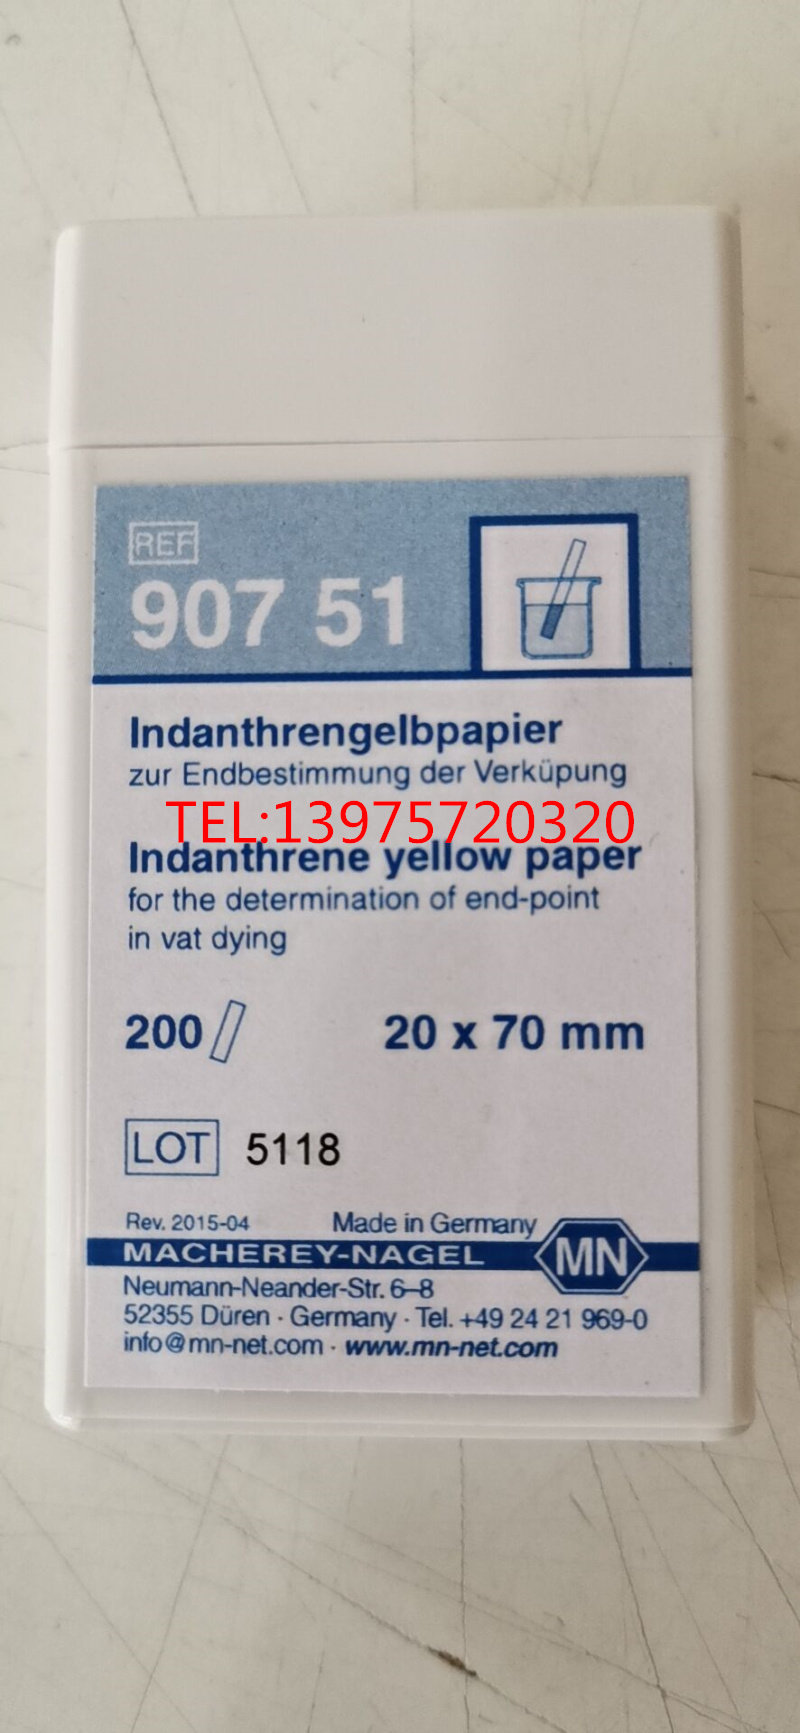 REF
907 51
Indanthrengelbpapier
zur Endbestimmung der Verküpung
TEL:13975720320
Indanthrene yellow paper
for the determination of end-point
in vat dying
200 20 x 70 mm
LOT 5118
Rev. 2015-04 Made in Germany
MACHEREY-NAGEL MN
Neumann-Neander-Str. 6–8
52355 Düren · Germany · Tel. +49 24 21 969-0
info@mn-net.com · www.mn-net.com